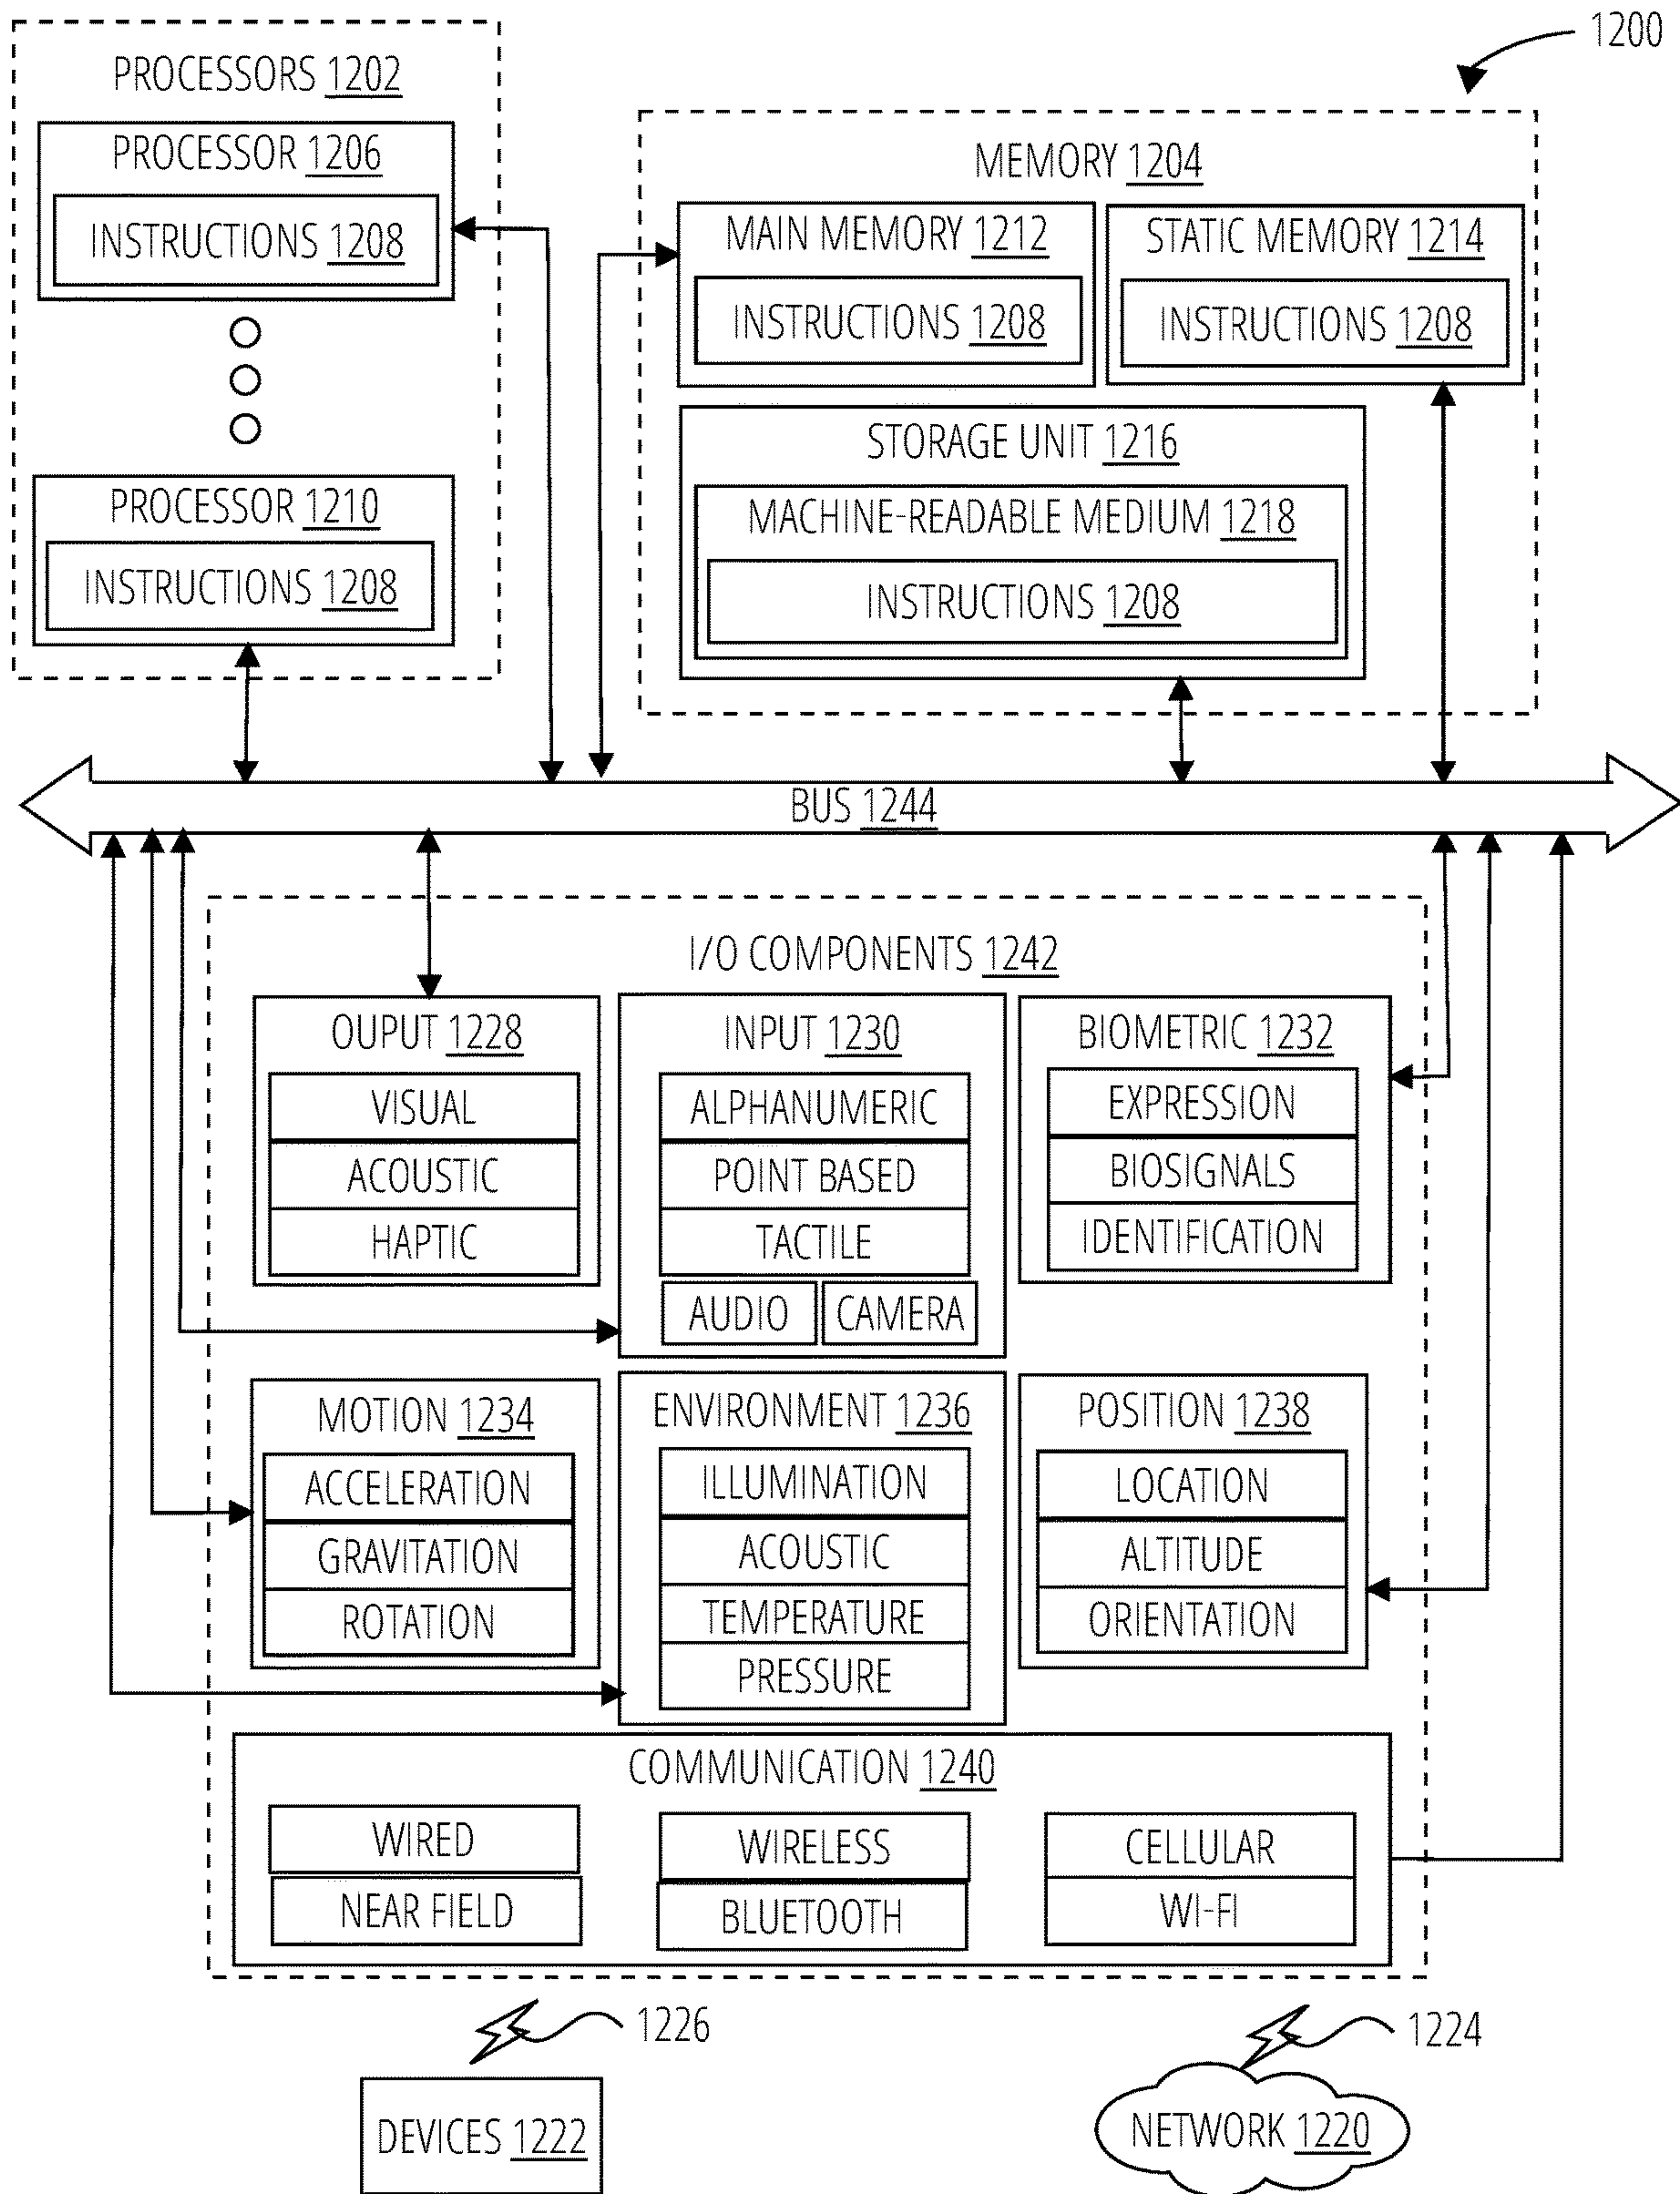 1200
PROCESSORS 1202
PROCESSOR 1206
INSTRUCTIONS 1208
PROCESSOR 1210
INSTRUCTIONS 1208
MEMORY 1204
MAIN MEMORY 1212
INSTRUCTIONS 1208
STATIC MEMORY 1214
INSTRUCTIONS 1208
STORAGE UNIT 1216
MACHINE-READABLE MEDIUM 1218
INSTRUCTIONS 1208
BUS 1244
I/O COMPONENTS 1242
OUPUT 1228
VISUAL
ACOUSTIC
HAPTIC
INPUT 1230
ALPHANUMERIC
POINT BASED
TACTILE
AUDIO
CAMERA
BIOMETRIC 1232
EXPRESSION
BIOSIGNALS
IDENTIFICATION
MOTION 1234
ACCELERATION
GRAVITATION
ROTATION
ENVIRONMENT 1236
ILLUMINATION
ACOUSTIC
TEMPERATURE
PRESSURE
POSITION 1238
LOCATION
ALTITUDE
ORIENTATION
COMMUNICATION 1240
WIRED
NEAR FIELD
WIRELESS
BLUETOOTH
CELLULAR
WI-FI
1226
1224
DEVICES 1222
NETWORK 1220